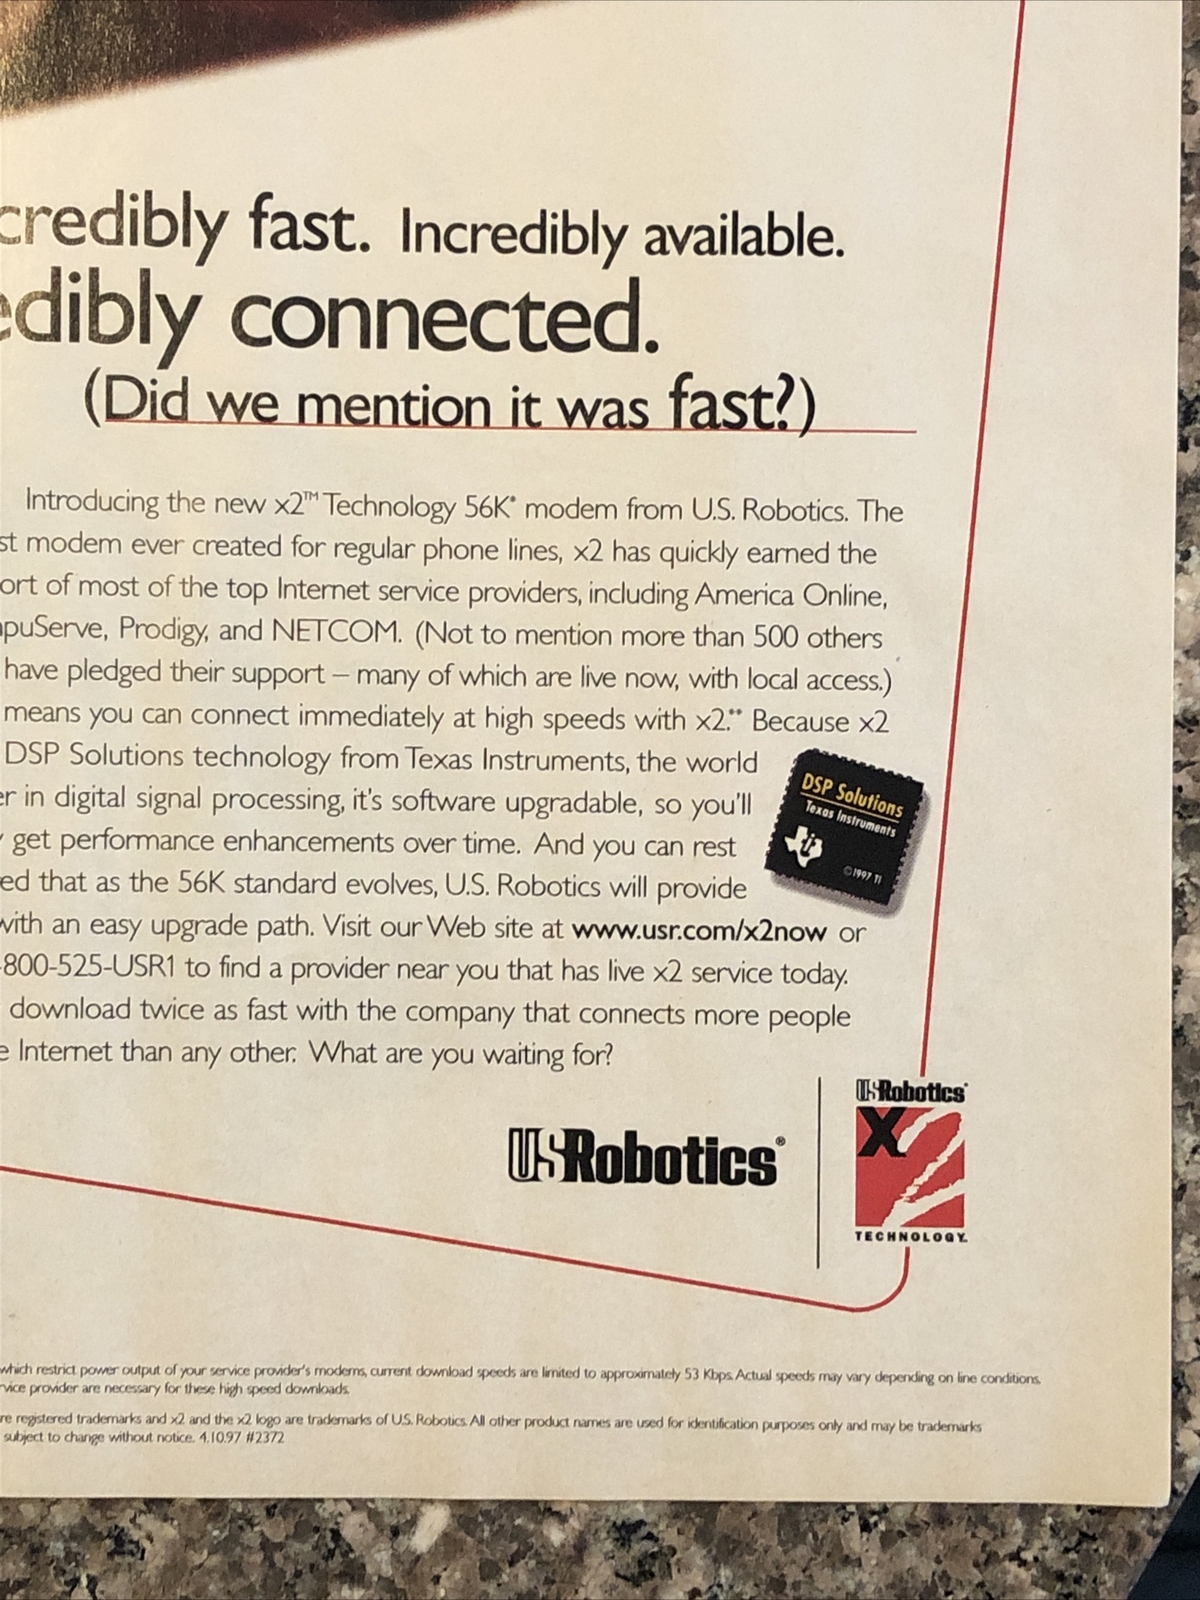 credibly fast. Incredibly available.
edibly connected.
(Did we mention it was fast?)
Introducing the new x2™ Technology 56K* modem from U.S. Robotics. The
st modem ever created for regular phone lines, x2 has quickly earned the
ort of most of the top Internet service providers, including America Online,
puServe, Prodigy, and NETCOM. (Not to mention more than 500 others
have pledged their support – many of which are live now, with local access.)
means you can connect immediately at high speeds with x2.** Because x2
DSP Solutions technology from Texas Instruments, the world
er in digital signal processing, it's software upgradable, so you'll
y get performance enhancements over time. And you can rest
ed that as the 56K standard evolves, U.S. Robotics will provide
with an easy upgrade path. Visit our Web site at www.usr.com/x2now or
-800-525-USR1 to find a provider near you that has live x2 service today.
download twice as fast with the company that connects more people
e Internet than any other. What are you waiting for?
DSP Solutions
Texas Instruments
©1997 TI
USRobotics®
USRobotics®
x2
TECHNOLOGY™
which restrict power output of your service provider's modems, current download speeds are limited to approximately 53 Kbps. Actual speeds may vary depending on line conditions.
rvice provider are necessary for these high speed downloads.
re registered trademarks and x2 and the x2 logo are trademarks of U.S. Robotics. All other product names are used for identification purposes only and may be trademarks
subject to change without notice. 4.10.97 #2372